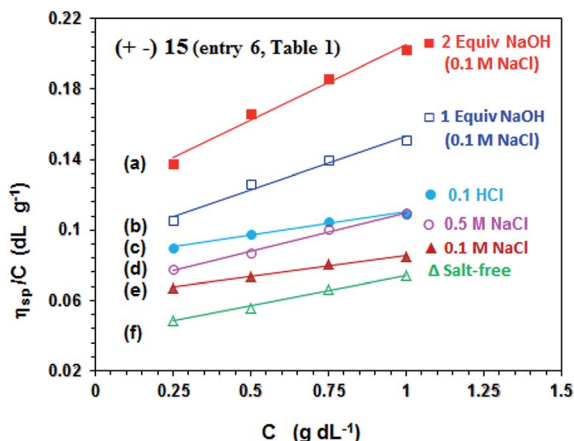 0.22
0.18
0.14
0.1
0.06
0.02
ηsp/C (dL g-1)
(+ -) 15 (entry 6, Table 1)
2 Equiv NaOH
(0.1 M NaCl)
1 Equiv NaOH
(0.1 M NaCl)
0.1 HCl
0.5 M NaCl
0.1 M NaCl
Salt-free
(a)
(b)
(c)
(d)
(e)
(f)
0 0.25 0.5 0.75 1 1.25 1.5
C (g dL-1)